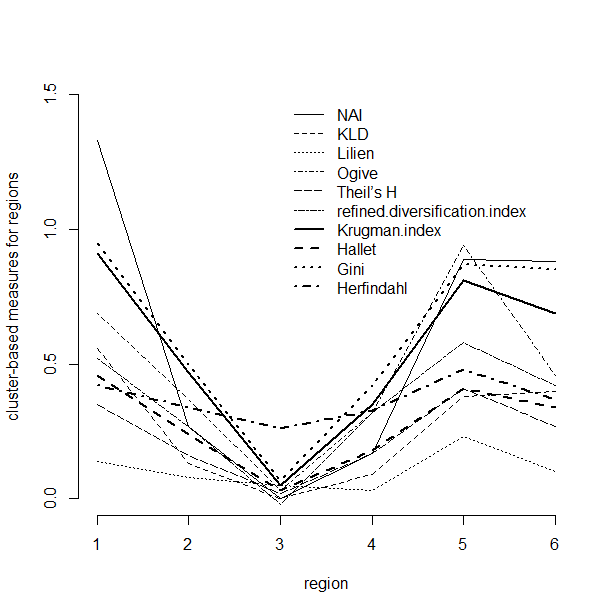 1.5
1.0
0.5
0.0
cluster-based measures for regions
NAI
KLD
Lilien
Ogive
Theil's H
refined.diversification.index
Krugman.index
Hallet
Gini
Herfindahl
1 2 3 4 5 6
region